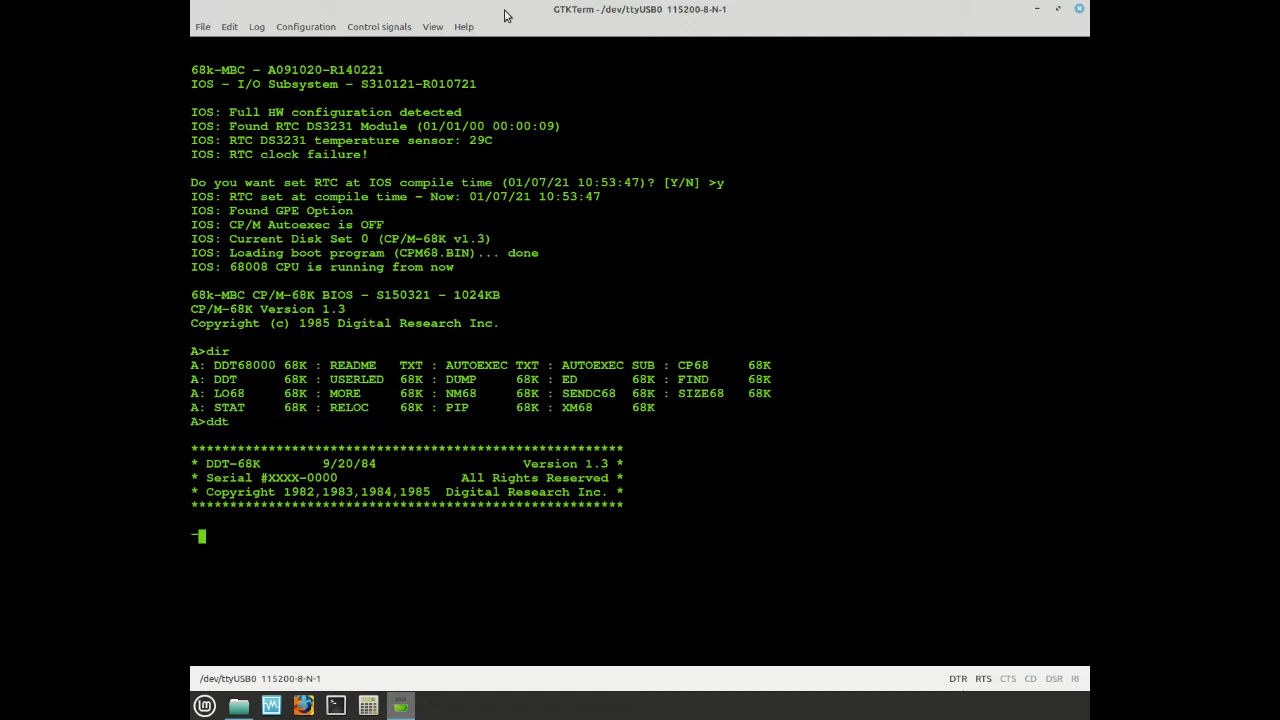 GTKTerm - /dev/ttyUSB0 115200-8-N-1
File Edit Log Configuration Control signals View Help
68k-MBC - A091020-R140221
IOS - I/O Subsystem - S310121-R010721
IOS: Full HW configuration detected
IOS: Found RTC DS3231 Module (01/01/00 00:00:09)
IOS: RTC DS3231 temperature sensor: 29C
IOS: RTC clock failure!
Do you want set RTC at IOS compile time (01/07/21 10:53:47)? [Y/N] >y
IOS: RTC set at compile time - Now: 01/07/21 10:53:47
IOS: Found GPE Option
IOS: CP/M Autoexec is OFF
IOS: Current Disk Set 0 (CP/M-68K v1.3)
IOS: Loading boot program (CPM68.BIN)... done
IOS: 68008 CPU is running from now
68k-MBC CP/M-68K BIOS - S150321 - 1024KB
CP/M-68K Version 1.3
Copyright (c) 1985 Digital Research Inc.
A>dir
A: DDT68000 68K : README   TXT : AUTOEXEC TXT : AUTOEXEC SUB : CP68     68K
A: DDT      68K : USERLED  68K : DUMP     68K : ED       68K : FIND     68K
A: LO68     68K : MORE     68K : NM68     68K : SENDC68  68K : SIZE68   68K
A: STAT     68K : RELOC    68K : PIP      68K : XM68     68K
A>ddt
********************************************************
* DDT-68K        9/20/84                   Version 1.3 *
* Serial #XXXX-0000                All Rights Reserved *
* Copyright 1982,1983,1984,1985  Digital Research Inc. *
********************************************************
-
/dev/ttyUSB0 115200-8-N-1 DTR RTS CTS CD DSR RI